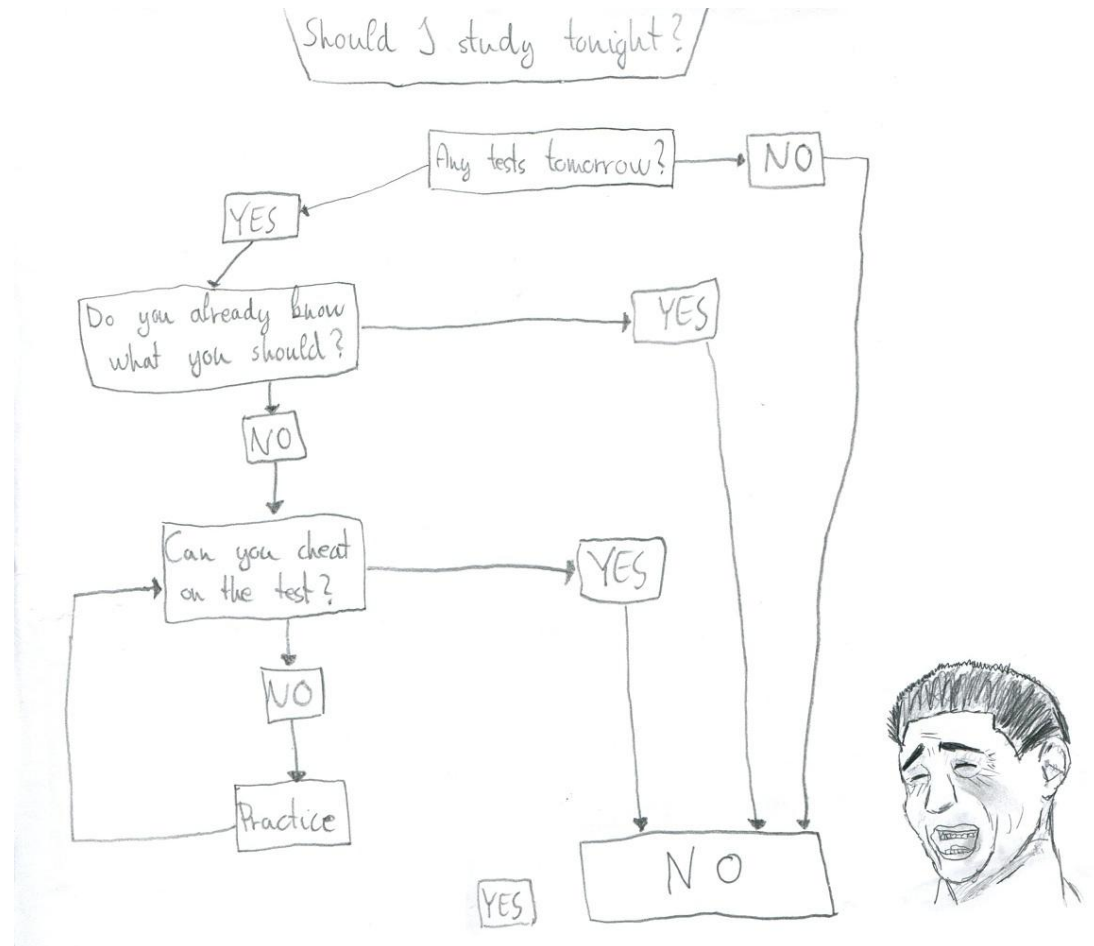 Should I study tonight?
Any tests tomorrow?
NO
YES
Do you already know
what you should?
YES
NO
Can you cheat
on the test?
YES
NO
Practice
NO
YES